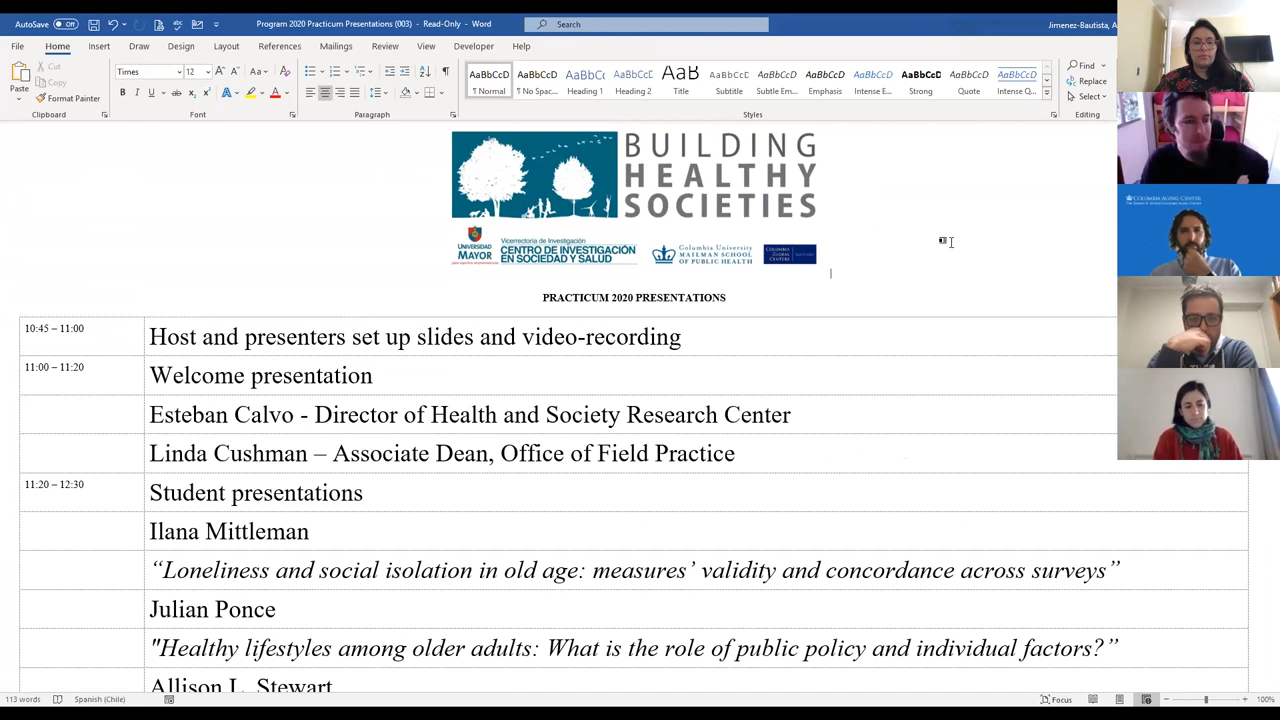 AutoSave Off Program 2020 Practicum Presentations (003) - Read-Only - Word Search Jimenez-Bautista, A
File Home Insert Draw Design Layout References Mailings Review View Developer Help
Paste Cut Copy Format Painter
Times 12
AaBbCcD AaBbCcD AaBbCcD AaBbCcD AaB AaBbCcD AaBbCcD AaBbCcD AaBbCcD AaBbCcD AaBbCcD AaBbCcD
¶ Normal ¶ No Spac... Heading 1 Heading 2 Title Subtitle Subtle Em... Emphasis Intense E... Strong Quote Intense Q...
Find
Replace
Select
Clipboard Font Paragraph Styles Editing
BUILDING
HEALTHY
SOCIETIES
UNIVERSIDAD
MAYOR
Vicerrectoría de Investigación
CENTRO DE INVESTIGACIÓN
EN SOCIEDAD Y SALUD
Columbia University
MAILMAN SCHOOL
OF PUBLIC HEALTH
COLUMBIA
GLOBAL
CENTERS
COLUMBIA AGING CENTER
PRACTICUM 2020 PRESENTATIONS
10:45 – 11:00 Host and presenters set up slides and video-recording
11:00 – 11:20 Welcome presentation
Esteban Calvo - Director of Health and Society Research Center
Linda Cushman – Associate Dean, Office of Field Practice
11:20 – 12:30 Student presentations
Ilana Mittleman
“Loneliness and social isolation in old age: measures’ validity and concordance across surveys”
Julian Ponce
"Healthy lifestyles among older adults: What is the role of public policy and individual factors?”
Allison L. Stewart
113 words Spanish (Chile) Focus 100%